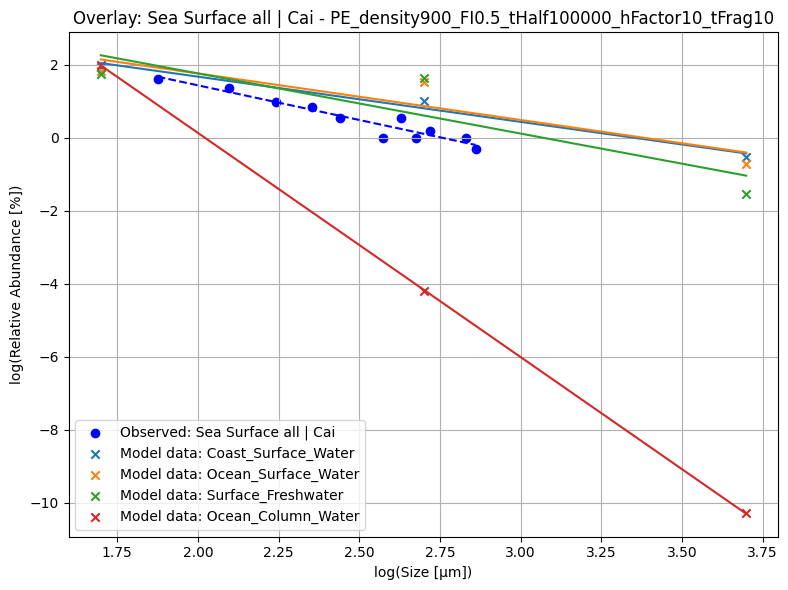 Overlay: Sea Surface all | Cai - PE_density900_FI0.5_tHalf100000_hFactor10_tFrag10
log(Relative Abundance [%])
2
0
−2
−4
−6
−8
−10
Observed: Sea Surface all | Cai
Model data: Coast_Surface_Water
Model data: Ocean_Surface_Water
Model data: Surface_Freshwater
Model data: Ocean_Column_Water
1.75 2.00 2.25 2.50 2.75 3.00 3.25 3.50 3.75
log(Size [μm])